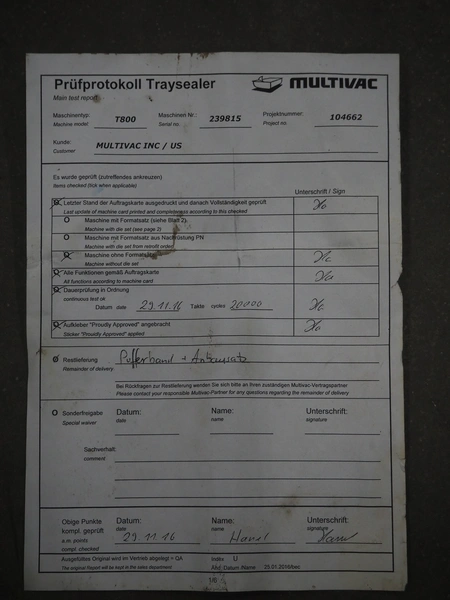 Prüfprotokoll Traysealer
MULTIVAC
Main test report
Maschinentyp: T800 Maschinen Nr.: 239815 Projektnummer: 104662
Machine model Serial no. Project no.
Kunde: MULTIVAC INC / US
Customer
Es wurde geprüft (zutreffendes ankreuzen)
Items checked (tick when applicable)
Unterschrift / Sign
Letzter Stand der Auftragskarte ausgedruckt und danach Vollständigkeit geprüft
Last uprate of machine card printed and completeness according to this checked
O Maschine mit Formatsatz (siehe Blatt 2).
Machine with die set (see page 2)
O Maschine mit Formatsatz aus Nachrüstung PN
Machine with die set from retrofit order
Maschine ohne Formatsatz
Machine without die set
Alle Funktionen gemäß Auftragskarte
All functions according to machine card
Dauerprüfung in Ordnung
continuous test ok
Datum date 29.11.16 Takte cycles 20000
Aufkleber "Proudly Approved" angebracht
Sticker "Proudly Approved" applied
Restlieferung
Remainder of delivery
Bei Rückfragen zur Restlieferung werden Sie sich bitte an Ihren zuständigen Multivac-Vertragspartner
Please contact your responsible Multivac-Partner for any questions regarding the remainder of delivery
O Sonderfreigabe Datum: Name: Unterschrift:
Special waiver date name signature
Sachverhalt:
comment
Obige Punkte Datum: Name: Unterschrift:
kompl. geprüft date name signature
a.m. points 29.11.16
compl. checked
Ausgefülltes Original wird im Vertrieb abgelegt = QA Index U
The original Report will be kept in the sales department Änd. Datum-Name 25.01.2016/bec
1/6